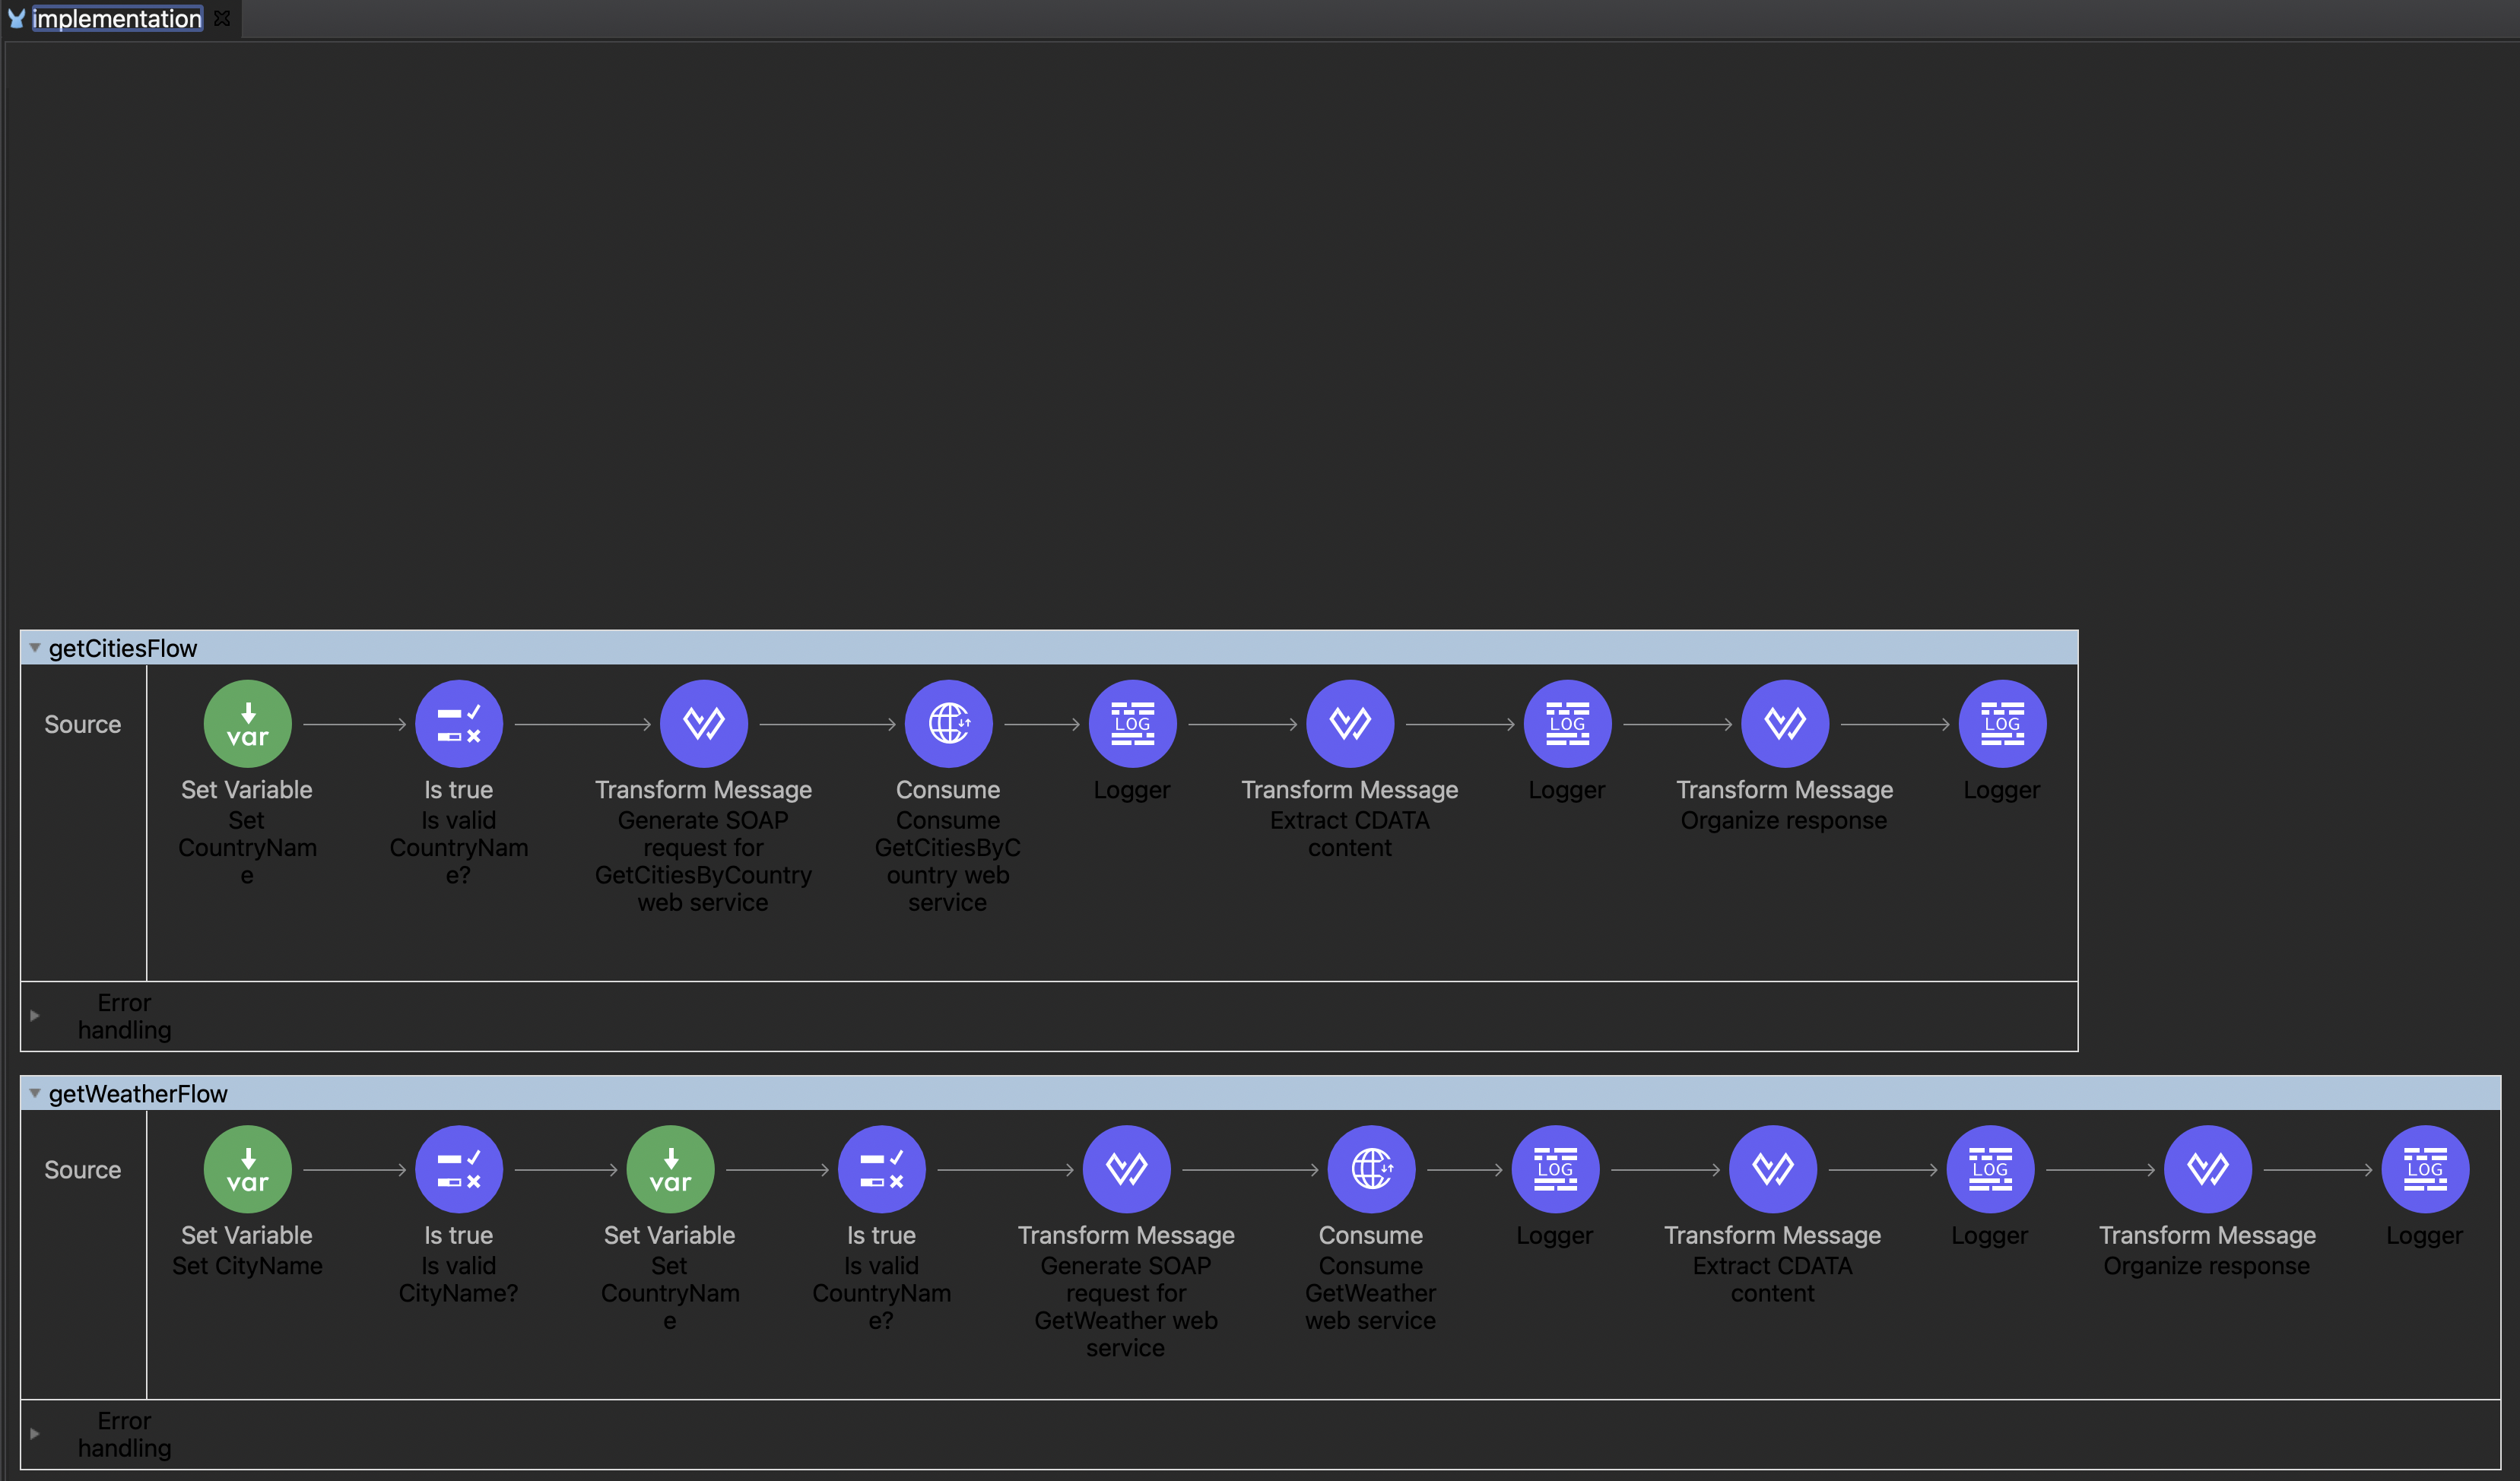 implementation
getCitiesFlow
Source
var
LOG
LOG
LOG
Set Variable
Is true
Transform Message
Consume
Logger
Transform Message
Logger
Transform Message
Logger
Set
CountryNam
e
Is valid
CountryNam
e?
Generate SOAP
request for
GetCitiesByCountry
web service
Consume
GetCitiesByC
ountry web
service
Extract CDATA
content
Organize response
Error
handling
getWeatherFlow
Source
var
var
LOG
LOG
LOG
Set Variable
Is true
Set Variable
Is true
Transform Message
Consume
Logger
Transform Message
Logger
Transform Message
Logger
Set CityName
Is valid
CityName?
Set
CountryNam
e
Is valid
CountryNam
e?
Generate SOAP
request for
GetWeather web
service
Consume
GetWeather
web service
Extract CDATA
content
Organize response
Error
handling